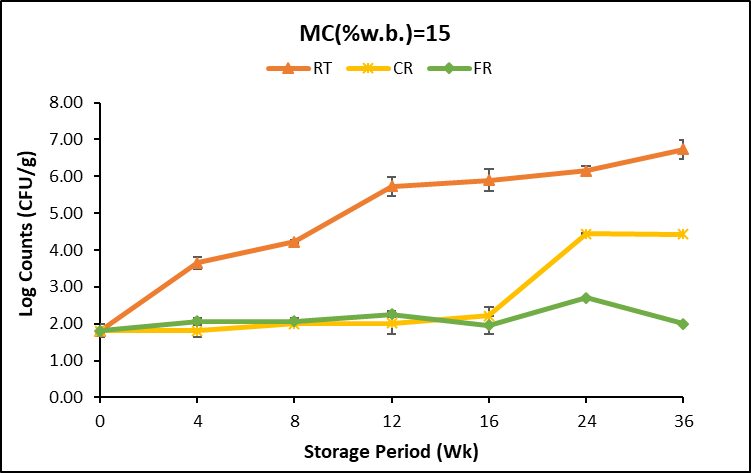 MC(%w.b.)=15
RT CR FR
8.00
7.00
6.00
5.00
4.00
3.00
2.00
1.00
0.00
Log Counts (CFU/g)
0 4 8 12 16 24 36
Storage Period (Wk)